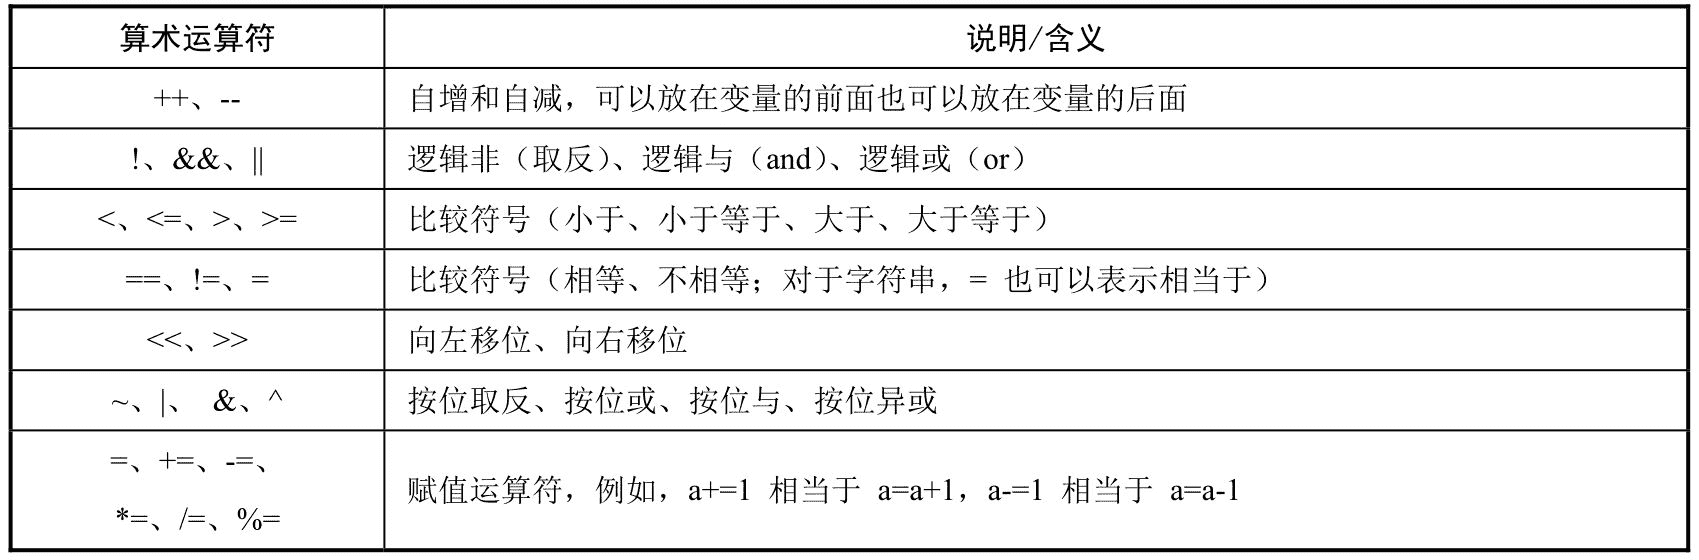 算术运算符 说明/含义
++、-- 自增和自减，可以放在变量的前面也可以放在变量的后面
!、&&、|| 逻辑非（取反）、逻辑与（and）、逻辑或（or）
<、<=、>、>= 比较符号（小于、小于等于、大于、大于等于）
==、!=、= 比较符号（相等、不相等；对于字符串，= 也可以表示相当于）
<<、>> 向左移位、向右移位
~、|、 &、^ 按位取反、按位或、按位与、按位异或
=、+=、-=、
*=、/=、%=
赋值运算符，例如，a+=1 相当于 a=a+1，a-=1 相当于 a=a-1